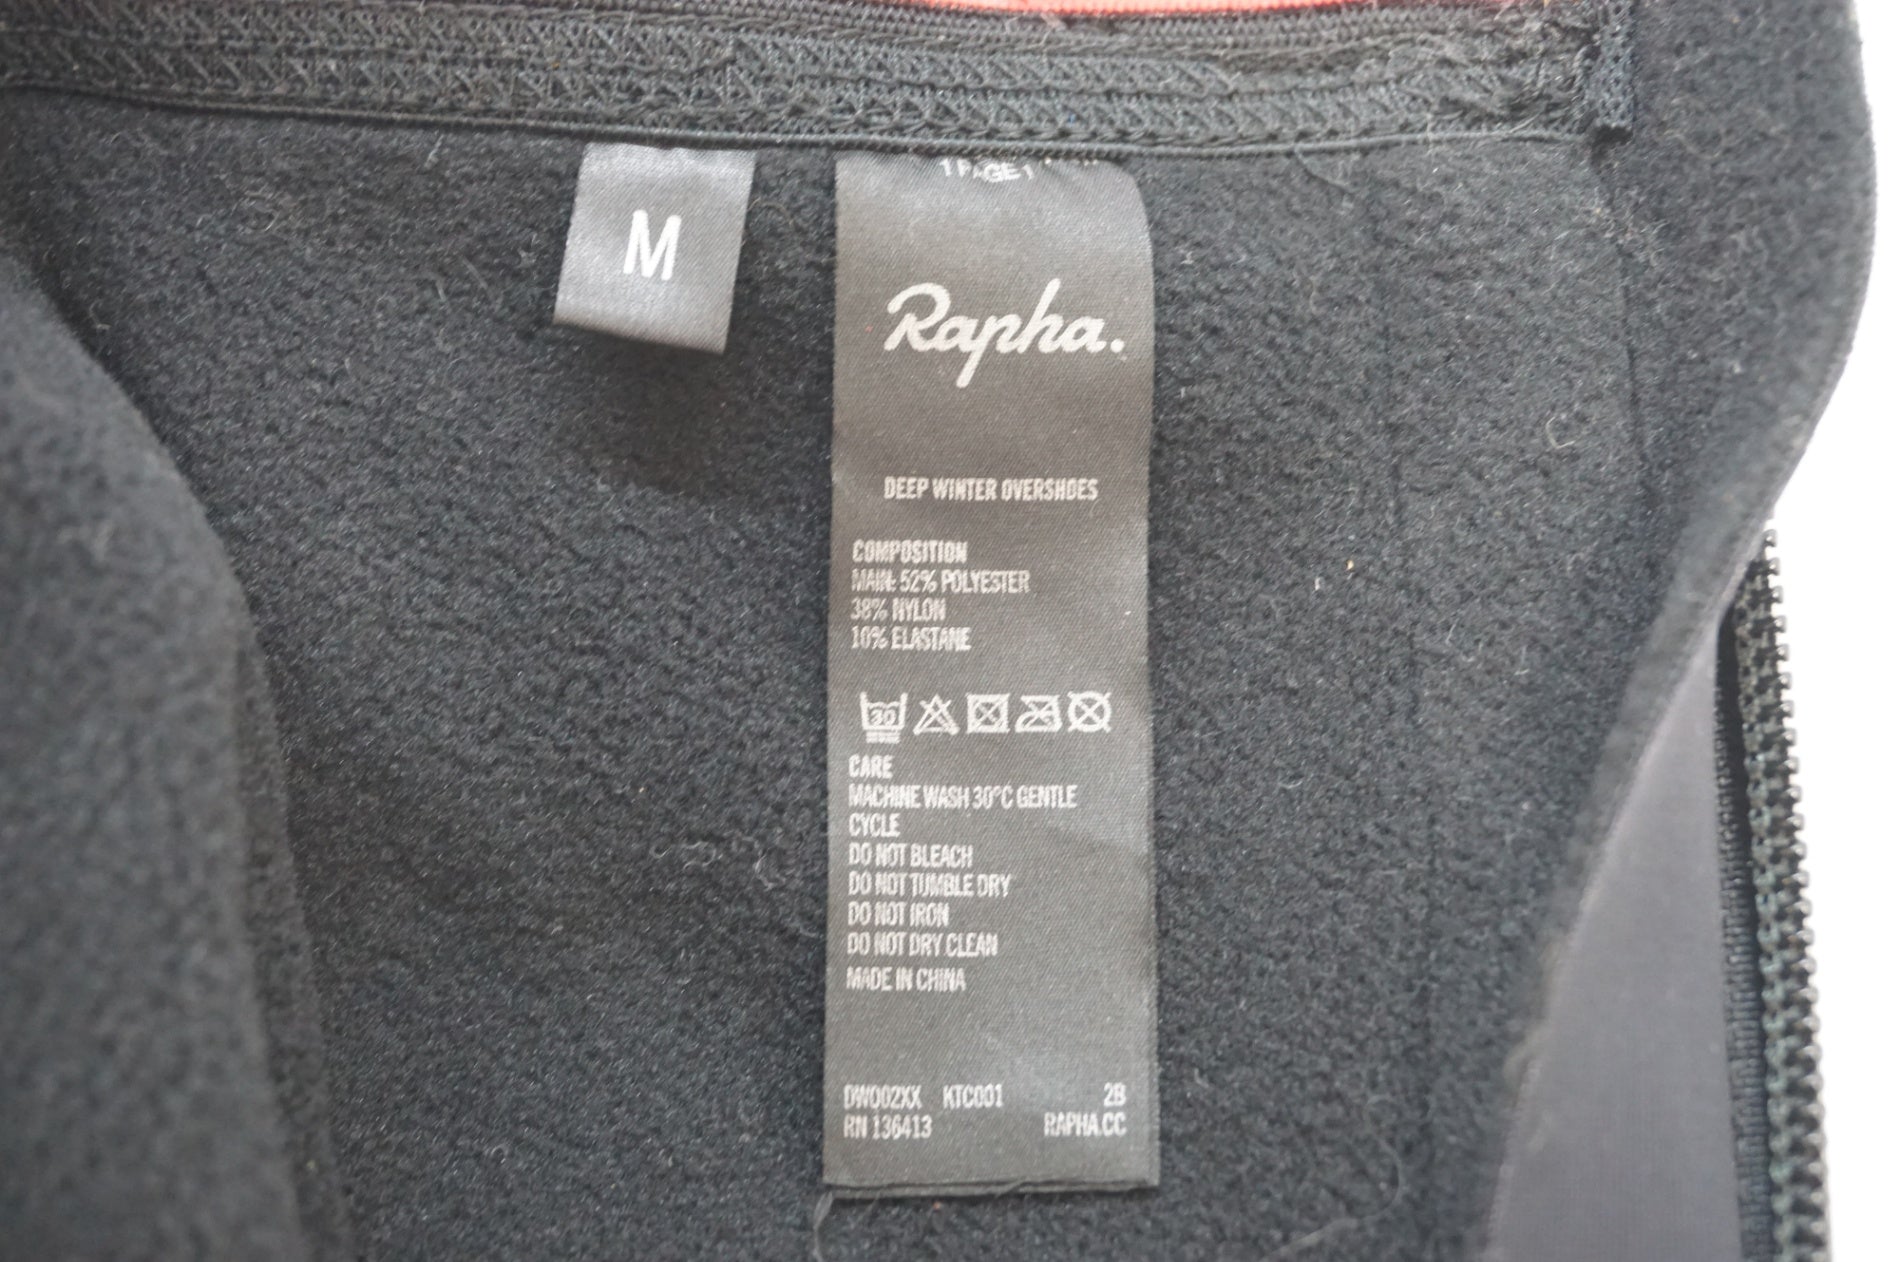 M
Rapha.
DEEP WINTER OVERSHOES
COMPOSITION
MAIN: 52% POLYESTER
38% NYLON
10% ELASTANE
30
CARE
MACHINE WASH 30°C GENTLE
CYCLE
DO NOT BLEACH
DO NOT TUMBLE DRY
DO NOT IRON
DO NOT DRY CLEAN
MADE IN CHINA
DW002XX KTC001 2B
RN 136413 RAPHA.CC